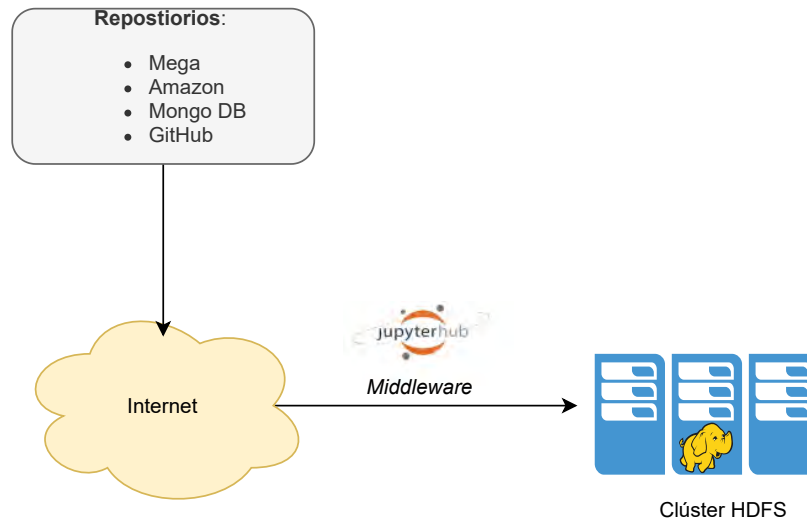 Repostiorios:
Mega
Amazon
Mongo DB
GitHub
jupyterhub
Middleware
Internet
Clúster HDFS